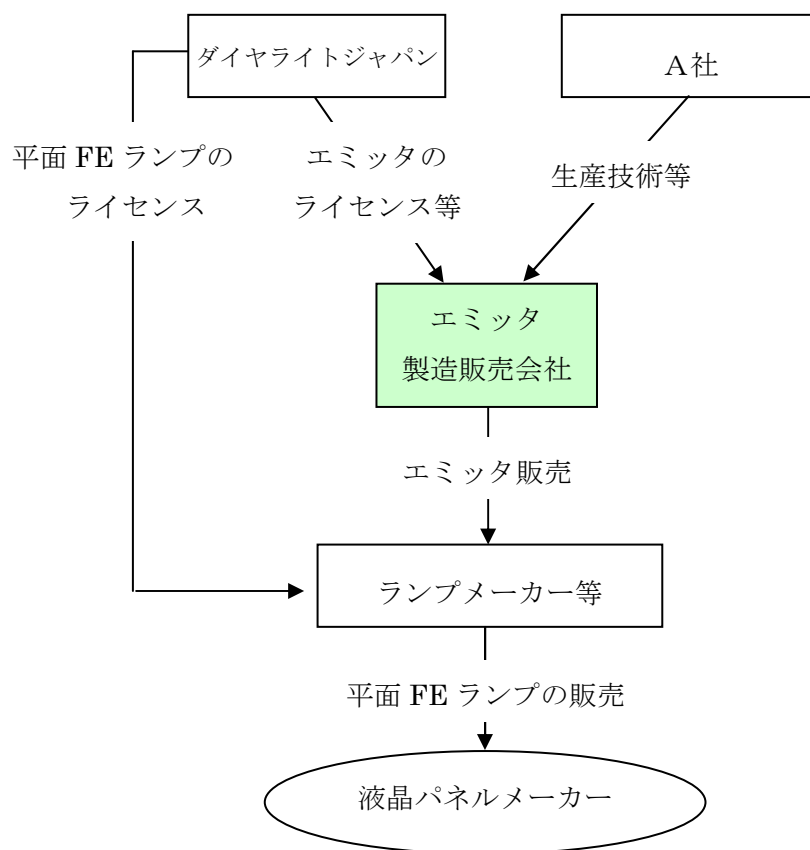 ダイヤライトジャパン
A社
平面 FE ランプの
ライセンス
エミッタの
ライセンス等
生産技術等
エミッタ
製造販売会社
エミッタ販売
ランプメーカー等
平面 FE ランプの販売
液晶パネルメーカー